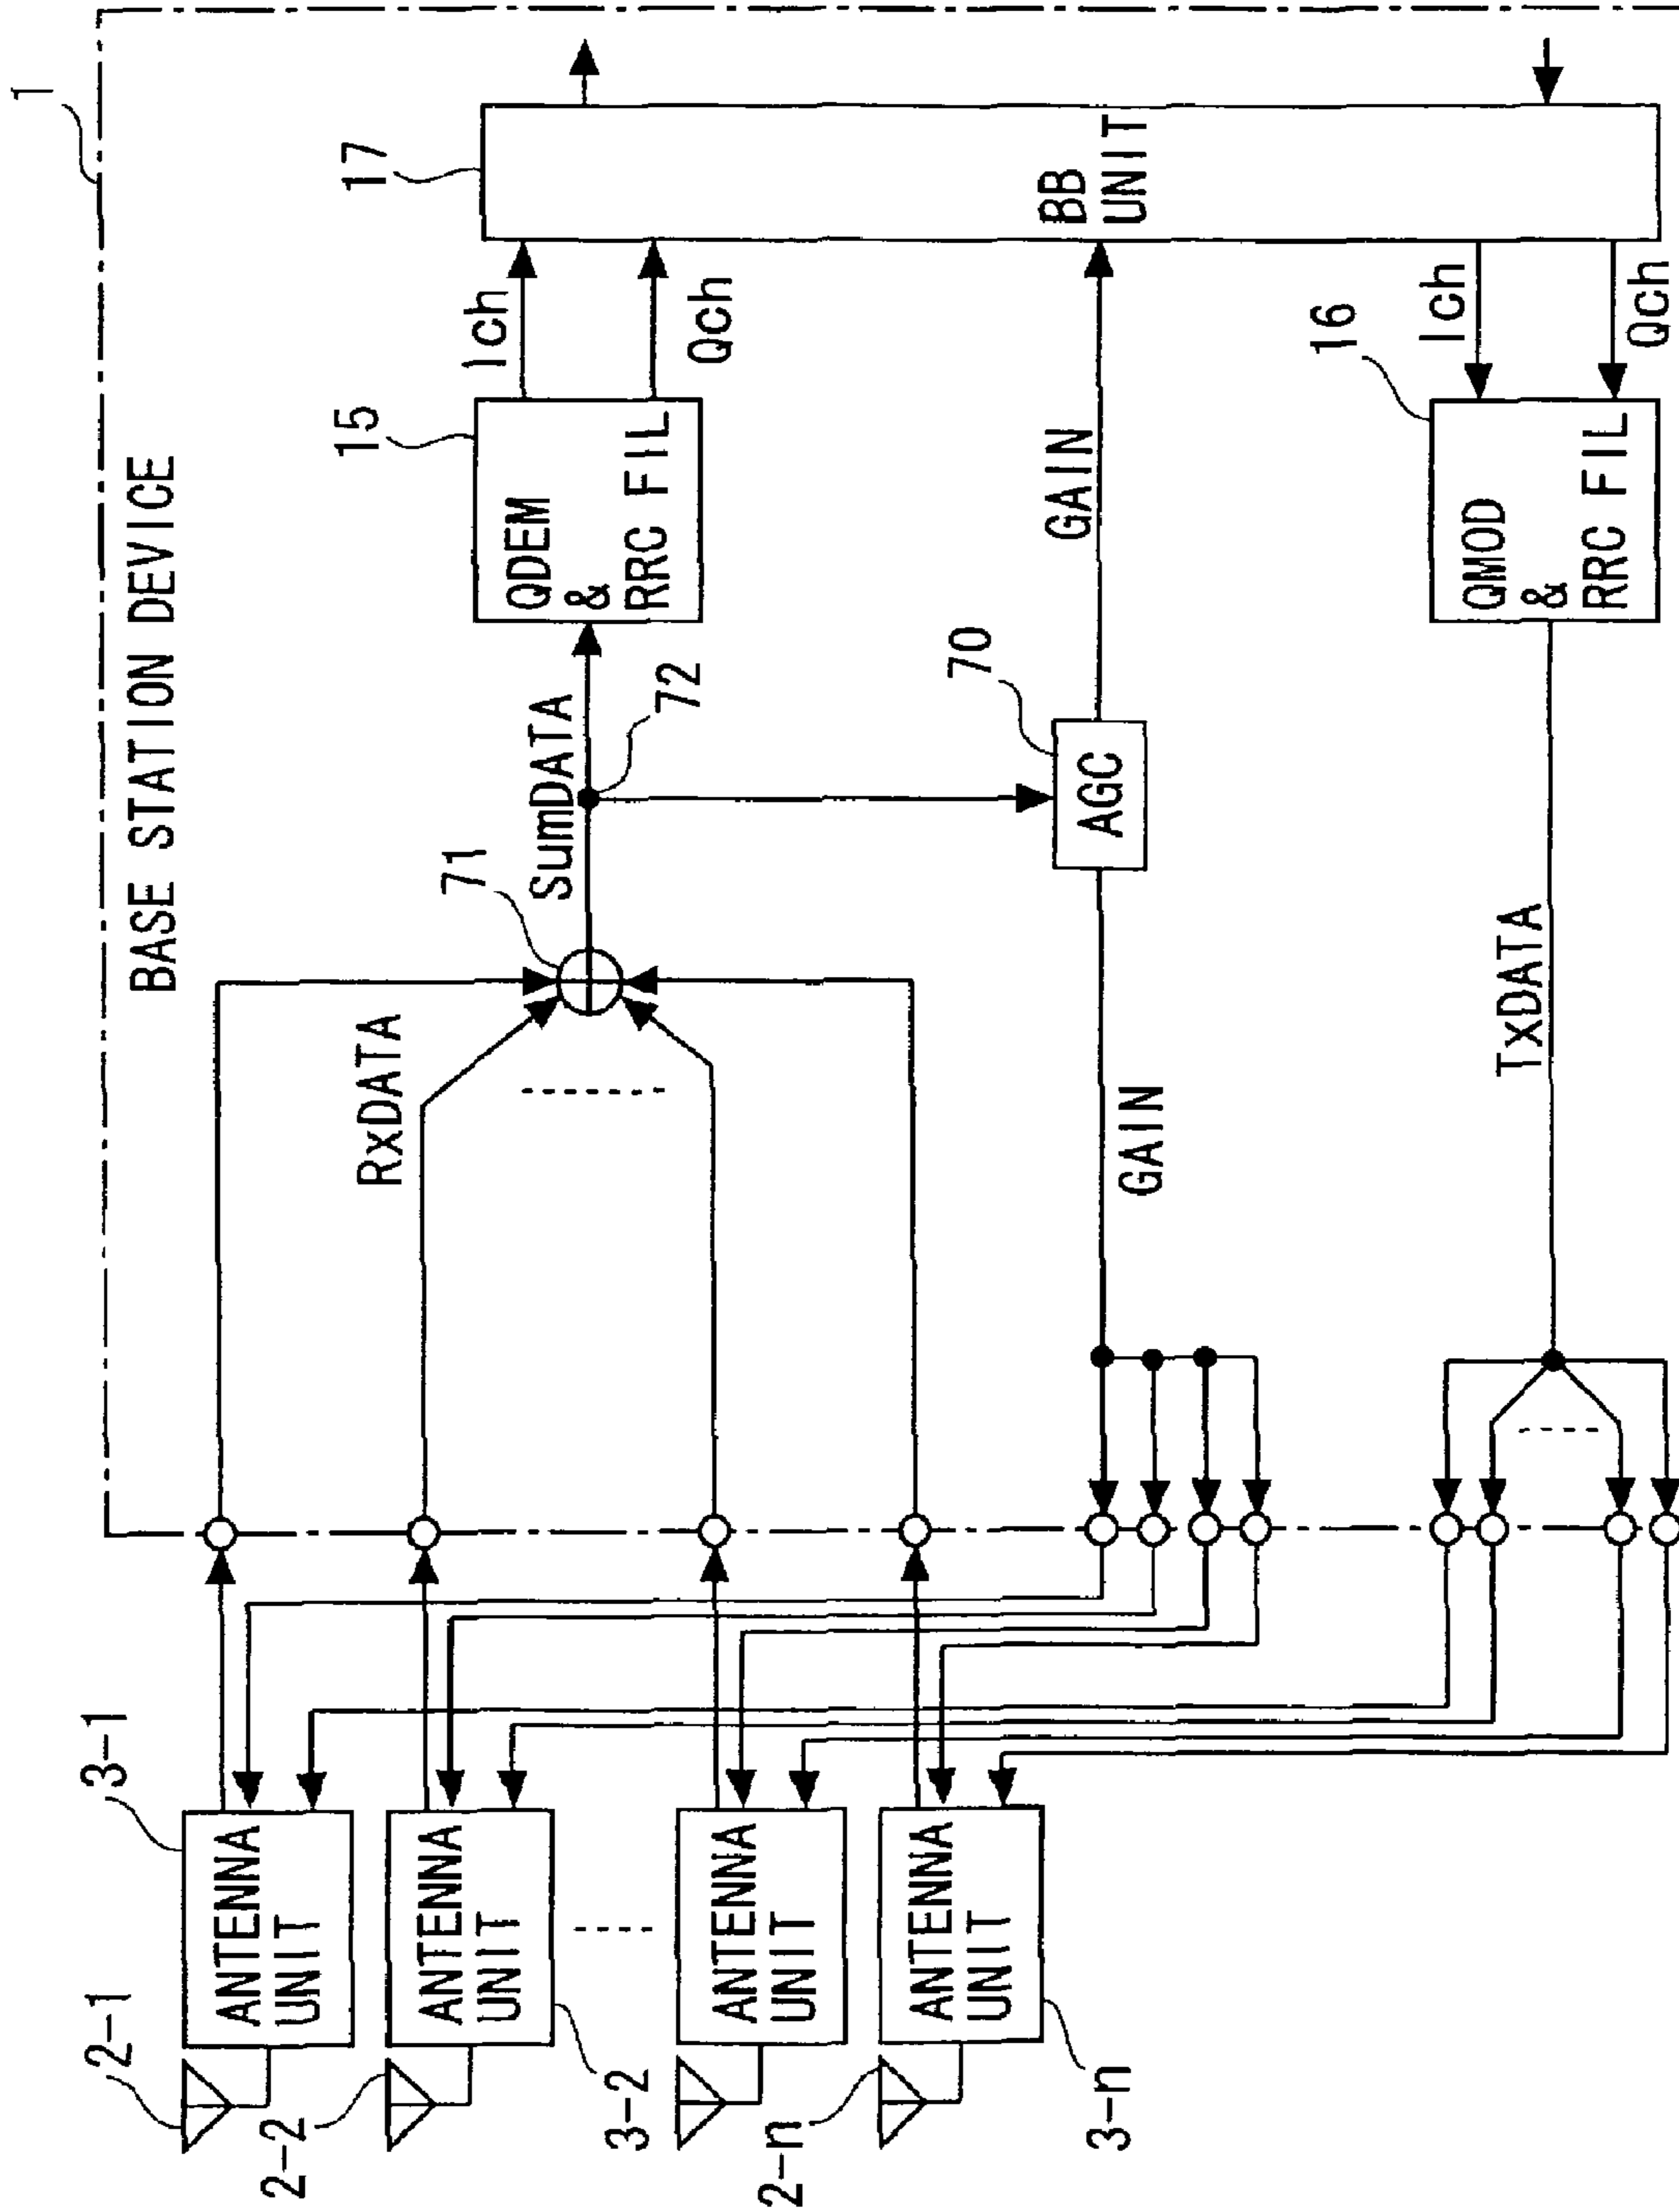 1
BASE STATION DEVICE
2-1
3-1
ANTENNA
UNIT
2-2
ANTENNA
UNIT
3-2
ANTENNA
UNIT
2-n
ANTENNA
UNIT
3-n
RxDATA
71
SumDATA
72
15
QDEM
&
RRC FIL
Ich
Qch
17
BB
UNIT
GAIN
70
AGC
GAIN
TxDATA
16
QMOD
&
RRC FIL
Ich
Qch